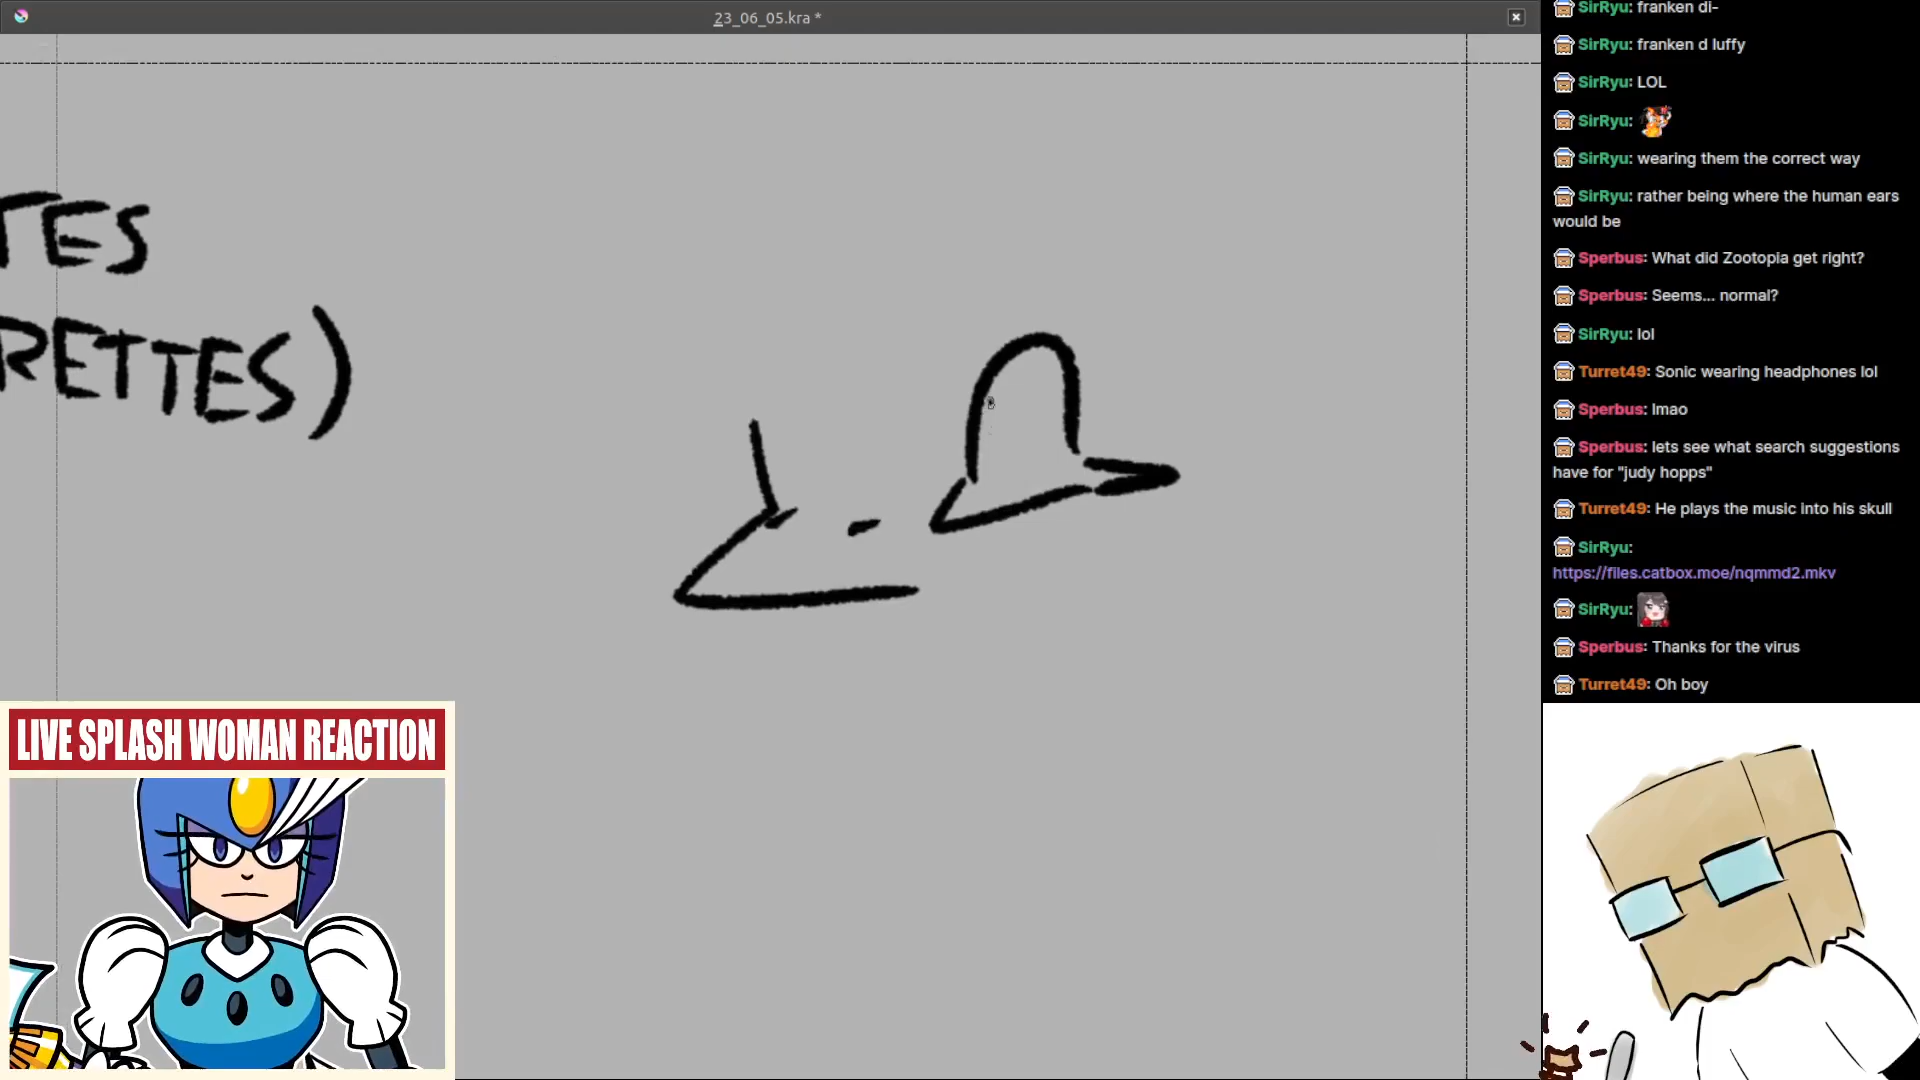 23_06_05.kra *
TES
RETTES)
LIVE SPLASH WOMAN REACTION
SirRyu: franken di-
SirRyu: franken d luffy
SirRyu: LOL
SirRyu:
SirRyu: wearing them the correct way
SirRyu: rather being where the human ears
would be
Sperbus: What did Zootopia get right?
Sperbus: Seems... normal?
SirRyu: lol
Turret49: Sonic wearing headphones lol
Sperbus: lmao
Sperbus: lets see what search suggestions
have for "judy hopps"
Turret49: He plays the music into his skull
SirRyu:
https://files.catbox.moe/nqmmd2.mkv
SirRyu:
Sperbus: Thanks for the virus
Turret49: Oh boy